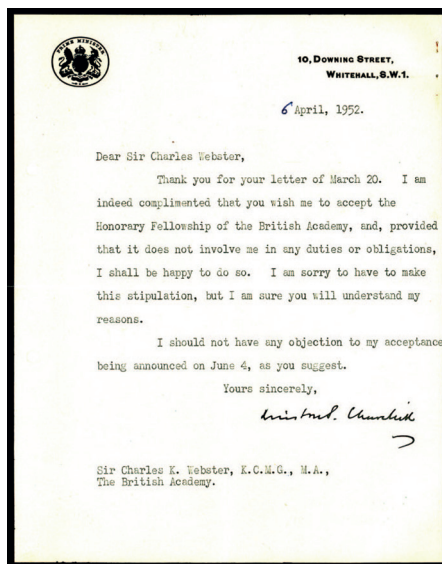 PRIME MINISTER
10, DOWNING STREET,
WHITEHALL, S.W.1.
6 April, 1952.
Dear Sir Charles Webster,
Thank you for your letter of March 20. I am
indeed complimented that you wish me to accept the
Honorary Fellowship of the British Academy, and, provided
that it does not involve me in any duties or obligations,
I shall be happy to do so. I am sorry to have to make
this stipulation, but I am sure you will understand my
reasons.
I should not have any objection to my acceptance
being announced on June 4, as you suggest.
Yours sincerely,
Winston S. Churchill
Sir Charles K. Webster, K.C.M.G., M.A.,
The British Academy.